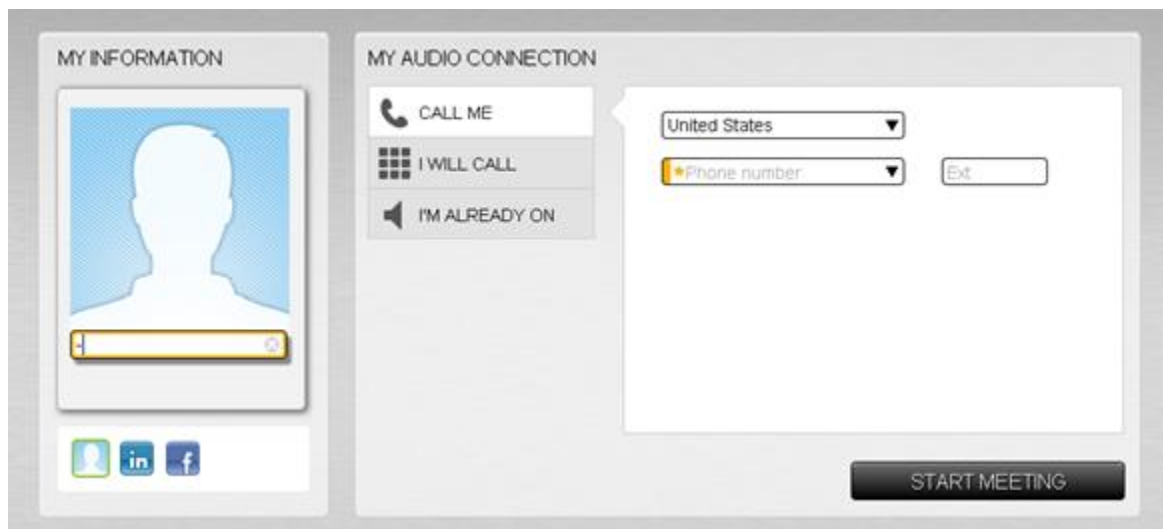 MY INFORMATION
-
in f
MY AUDIO CONNECTION
CALL ME
I WILL CALL
I'M ALREADY ON
United States
*Phone number Ext
START MEETING